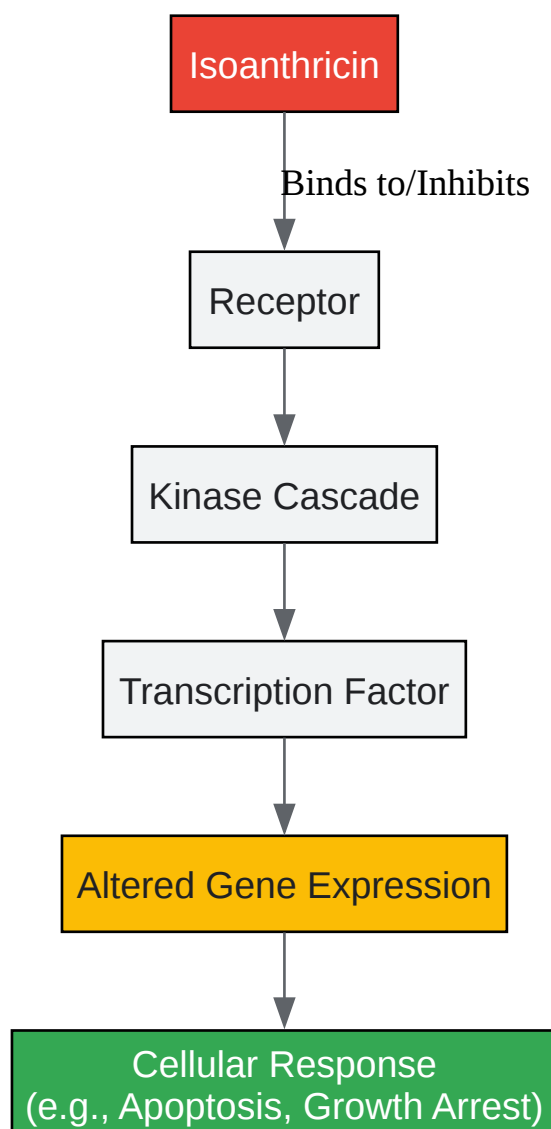 Isoanthricin
Binds to/Inhibits
Receptor
Kinase Cascade
Transcription Factor
Altered Gene Expression
Cellular Response
(e.g., Apoptosis, Growth Arrest)